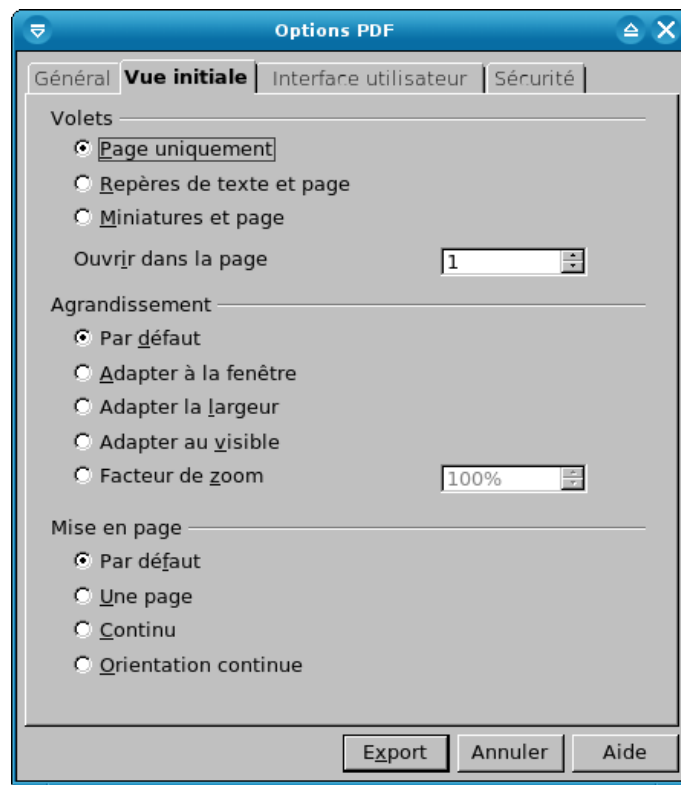 Options PDF
Général Vue initiale Interface utilisateur Sécurité
Volets
Page uniquement
Repères de texte et page
Miniatures et page
Ouvrir dans la page 1
Agrandissement
Par défaut
Adapter à la fenêtre
Adapter la largeur
Adapter au visible
Facteur de zoom 100%
Mise en page
Par défaut
Une page
Continu
Orientation continue
Export Annuler Aide